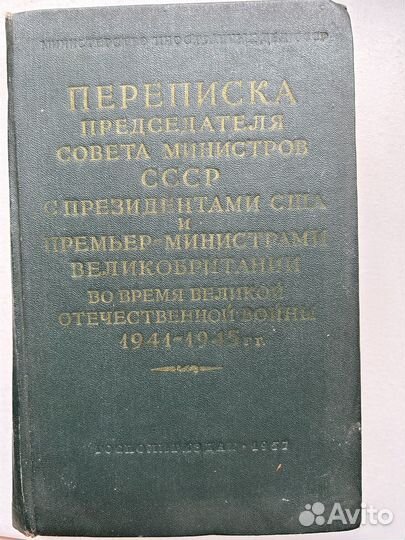 МИНИСТЕРСТВО ИНОСТРАННЫХ ДЕЛ СССР
ПЕРЕПИСКА
ПРЕДСЕДАТЕЛЯ
СОВЕТА МИНИСТРОВ
СССР
С ПРЕЗИДЕНТАМИ США
И
ПРЕМЬЕР-МИНИСТРАМИ
ВЕЛИКОБРИТАНИИ
ВО ВРЕМЯ ВЕЛИКОЙ
ОТЕЧЕСТВЕННОЙ ВОЙНЫ
1941-1945 г.г.
ГОСПОЛИТИЗДАТ · 1957
Avito